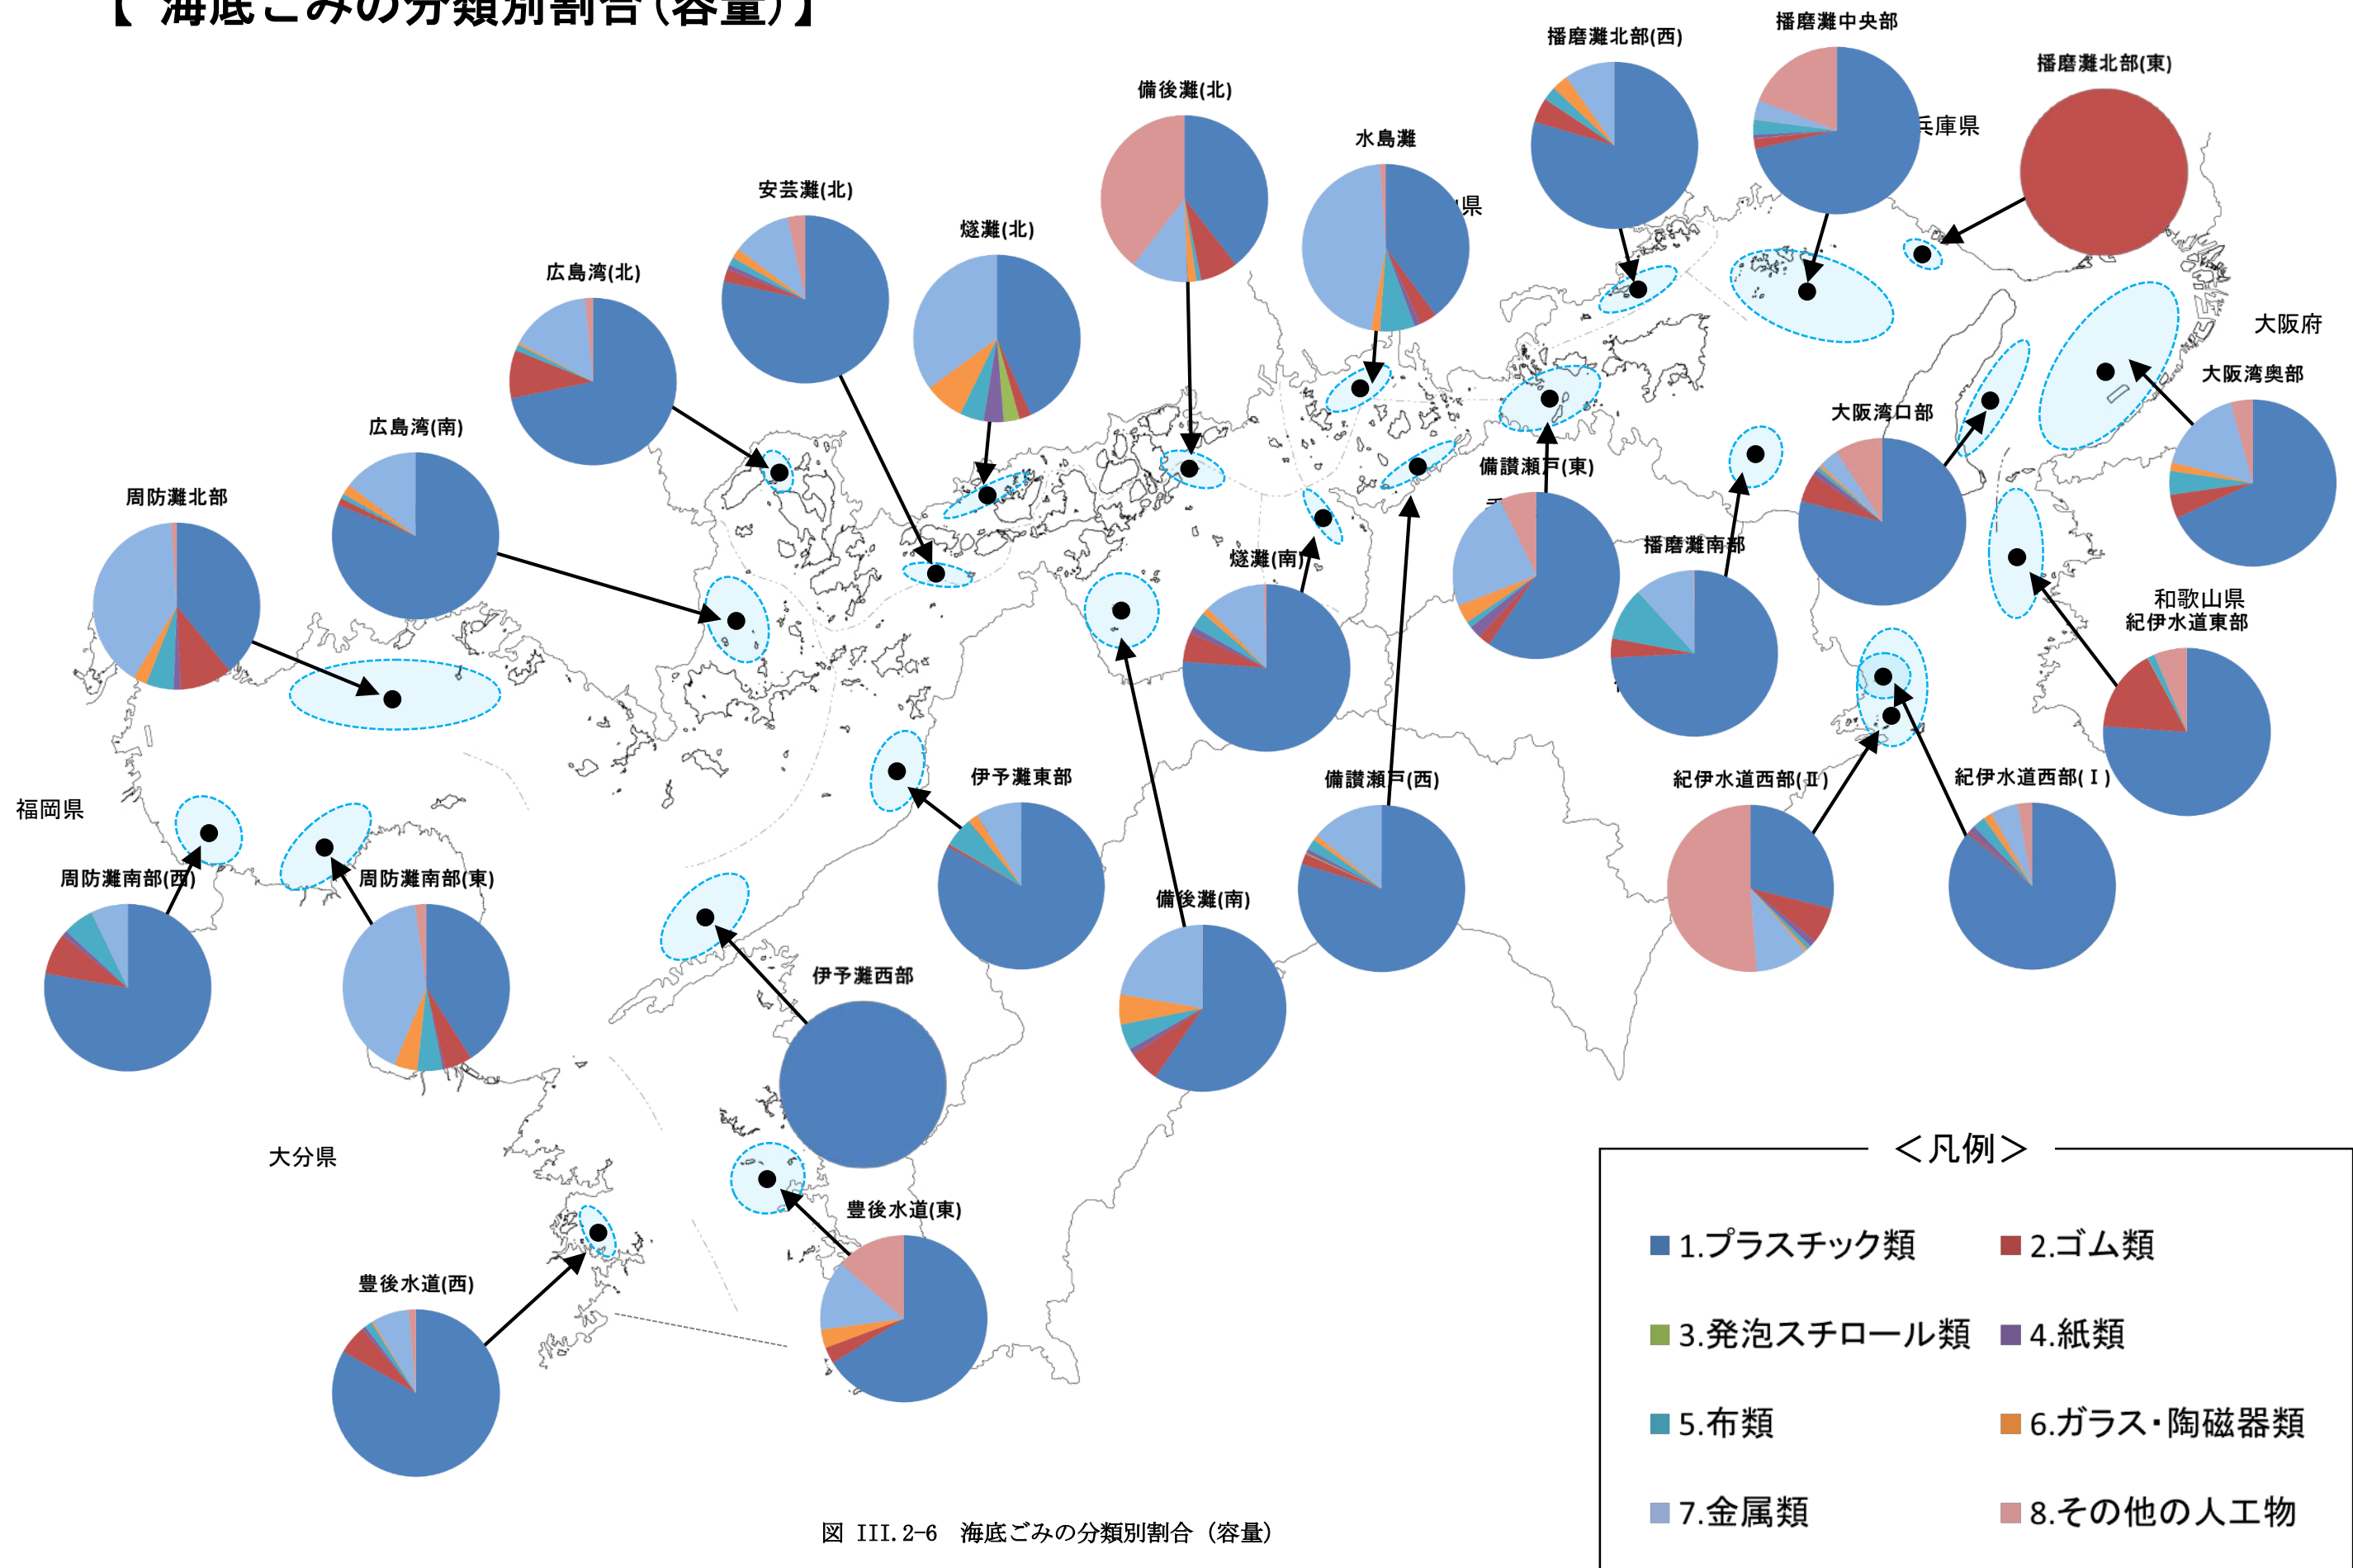 【 海底ごみの分類別割合(容量)】
播磨灘中央部
播磨灘北部(西)
播磨灘北部(東)
備後灘(北)
兵庫県
水島灘
安芸灘(北)
県
燧灘(北)
広島湾(北)
大阪府
大阪湾奥部
大阪湾口部
広島湾(南)
備讃瀬戸(東)
周防灘北部
播磨灘南部
燧灘(南)
和歌山県
紀伊水道東部
伊予灘東部
備讃瀬戸(西)
紀伊水道西部(Ⅱ)
紀伊水道西部(Ⅰ)
福岡県
周防灘南部(西)
周防灘南部(東)
備後灘(南)
伊予灘西部
大分県
豊後水道(東)
豊後水道(西)
＜凡例＞
1.プラスチック類
2.ゴム類
3.発泡スチロール類
4.紙類
5.布類
6.ガラス・陶磁器類
7.金属類
8.その他の人工物
図 III.2-6 海底ごみの分類別割合（容量）